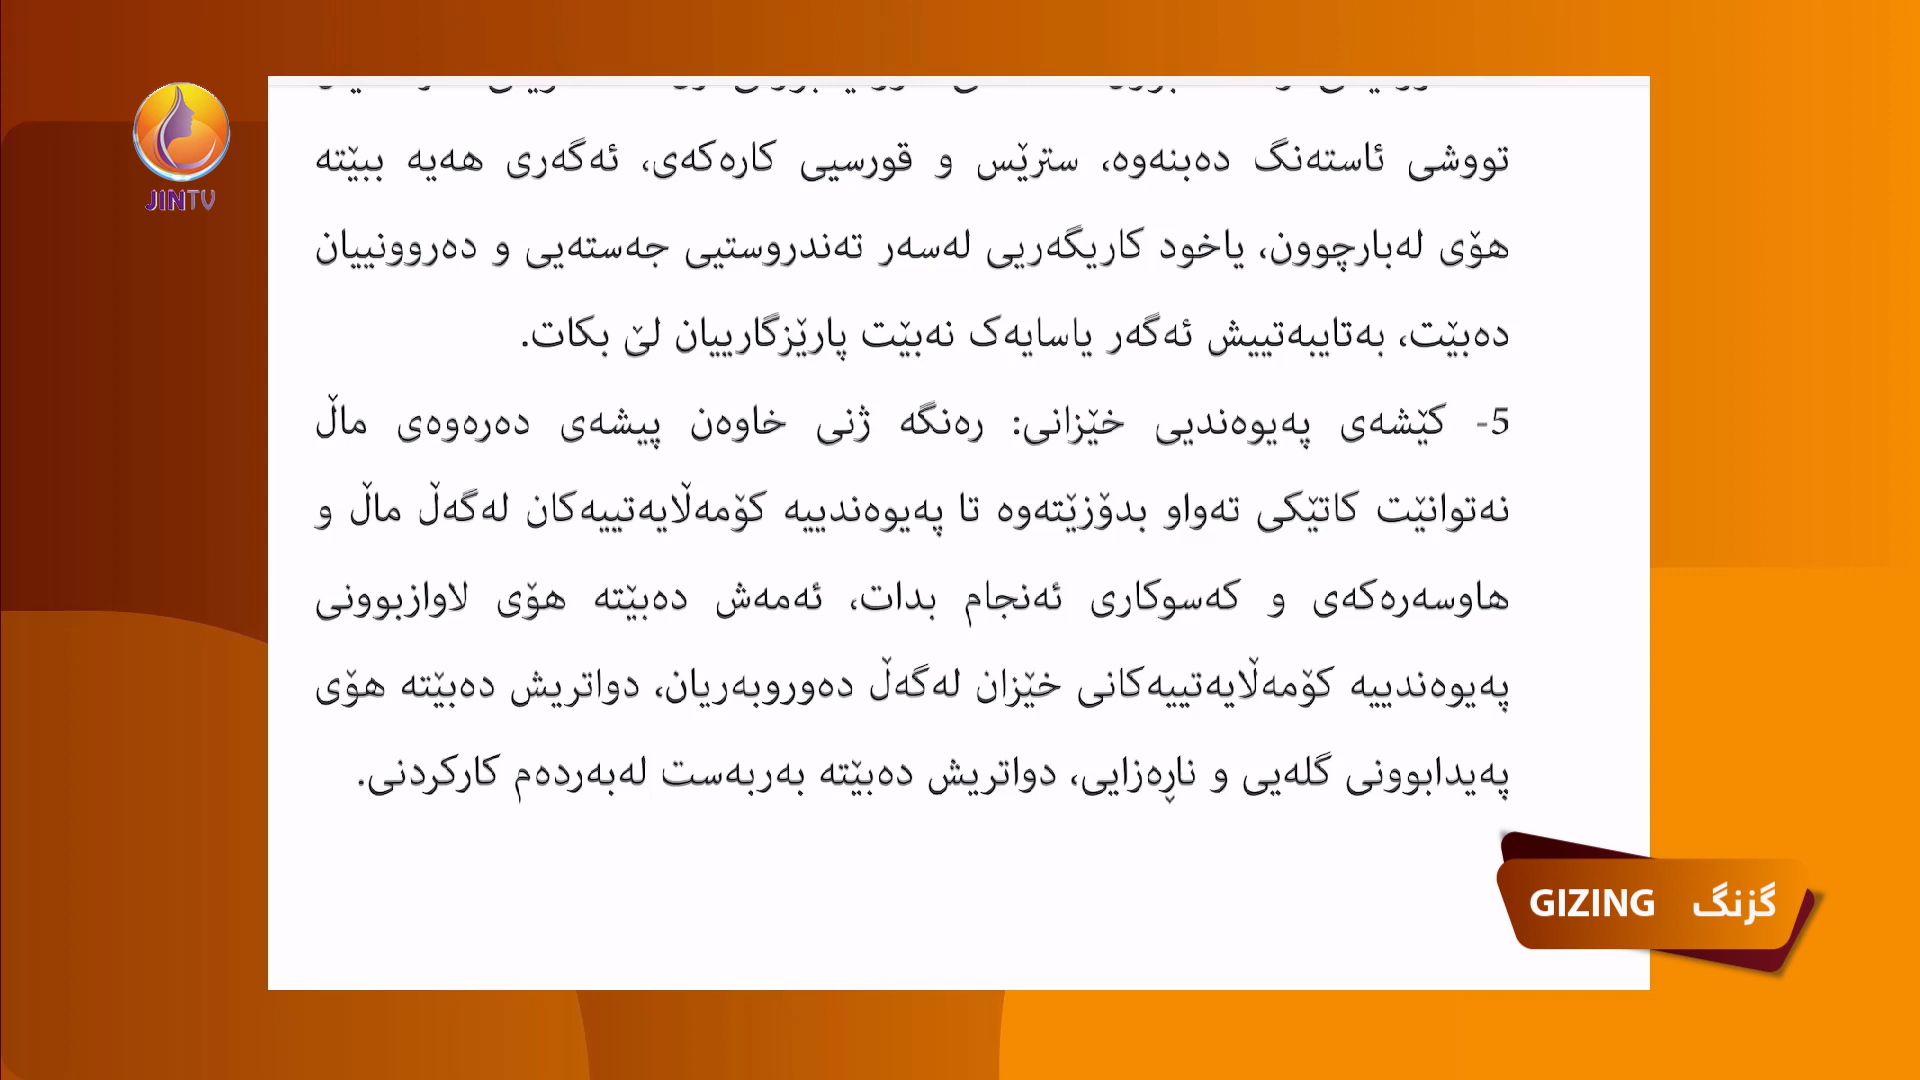 تووشی ئاستەنگ دەبنەوە، سترێس و قورسیی کارەکەی، ئەگەری هەیە ببێتە
هۆی لەبارچوون، یاخود کاریگەریی لەسەر تەندروستیی جەستەیی و دەروونییان
دەبێت، بەتایبەتییش ئەگەر یاسایەک نەبێت پارێزگارییان لێ بکات.
5- کێشەی پەیوەندیی خێزانی: رەنگە ژنی خاوەن پیشەی دەرەوەی ماڵ
نەتوانێت کاتێکی تەواو بدۆزێتەوە تا پەیوەندییە کۆمەڵایەتییەکان لەگەڵ ماڵ و
هاوسەرەکەی و کەسوکاری ئەنجام بدات، ئەمەش دەبێتە هۆی لاوازبوونی
پەیوەندییە کۆمەڵایەتییەکانی خێزان لەگەڵ دەوروبەریان، دواتریش دەبێتە هۆی
پەیدابوونی گلەیی و ناڕەزایی، دواتریش دەبێتە بەربەست لەبەردەم کارکردنی.
JINTV
GIZING گزنگ